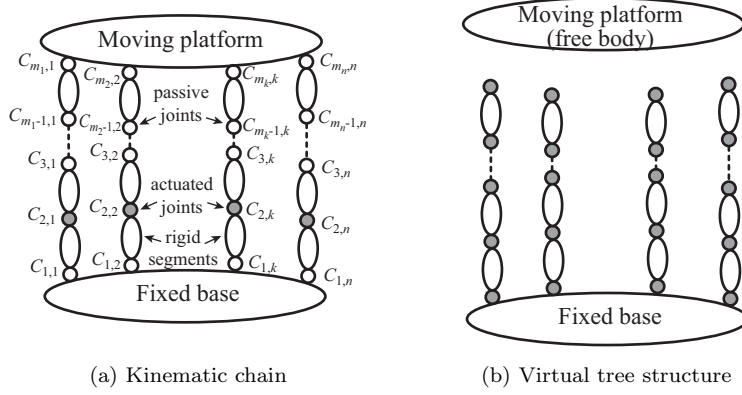 Moving platform
C_{m_1,1}
C_{m_2,2}
C_{m_k,k}
C_{m_n,n}
passive
joints
C_{m_1-1,1}
C_{m_2-1,2}
C_{m_k-1,k}
C_{m_n-1,n}
C_{3,1}
C_{3,2}
C_{3,k}
C_{3,n}
actuated
joints
C_{2,1}
C_{2,2}
C_{2,k}
C_{2,n}
rigid
segments
C_{1,1}
C_{1,2}
C_{1,k}
C_{1,n}
Fixed base
(a) Kinematic chain
Moving platform
(free body)
Fixed base
(b) Virtual tree structure